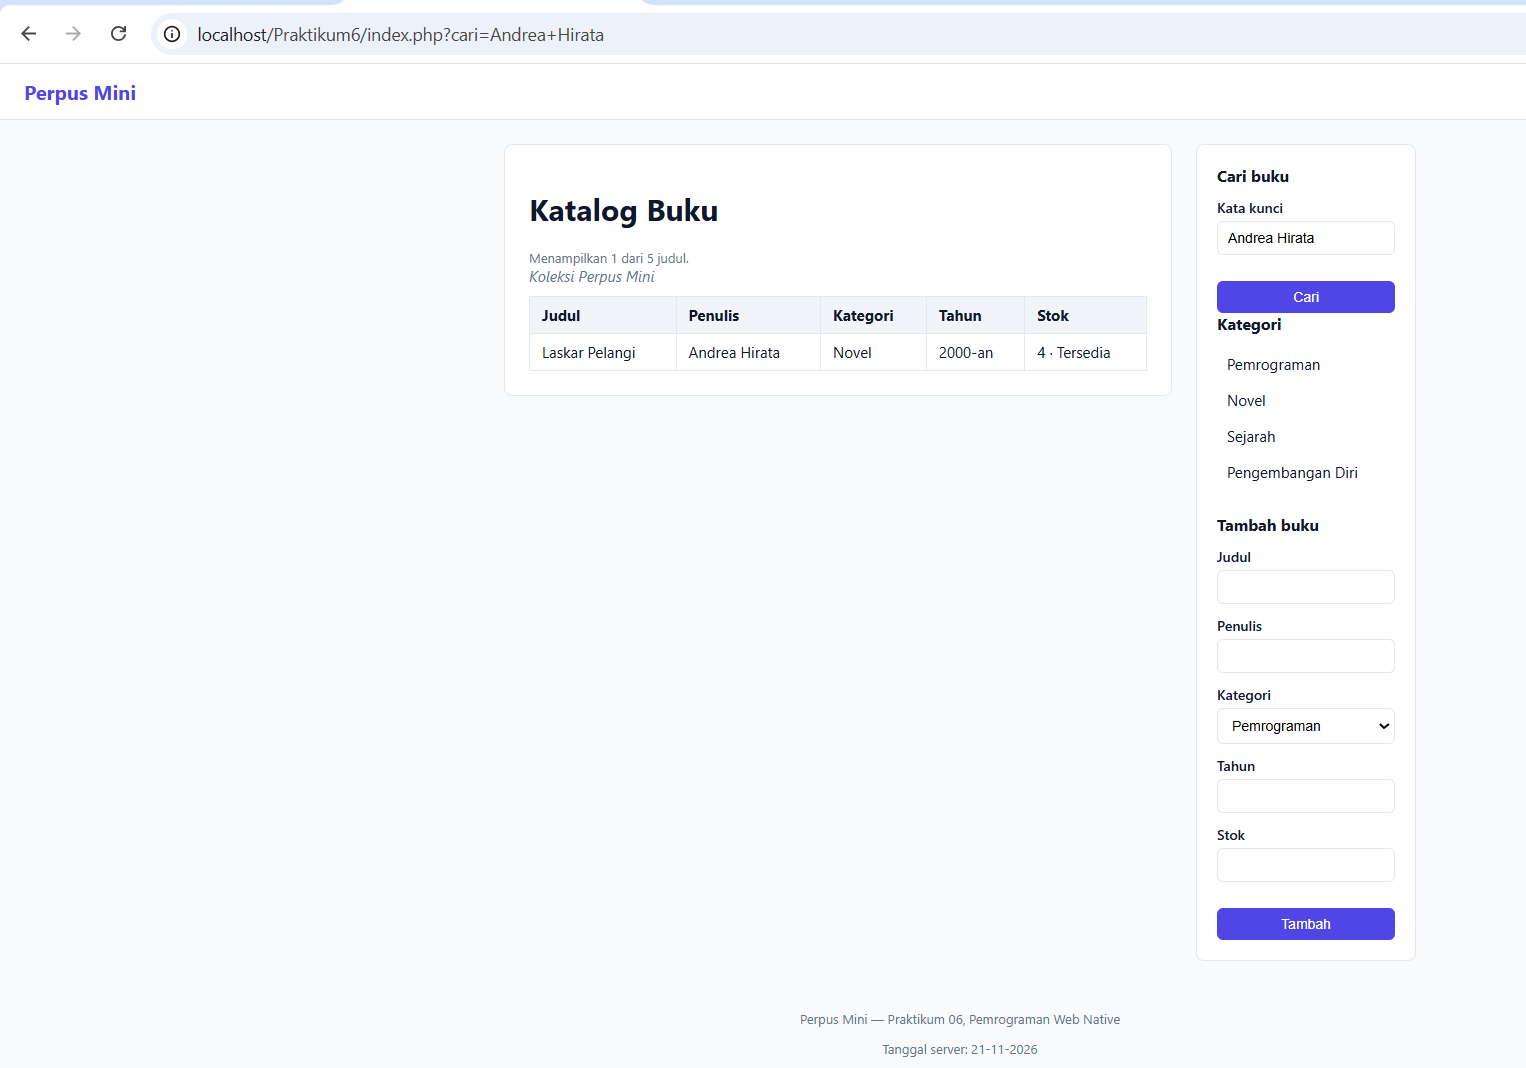 localhost/Praktikum6/index.php?cari=Andrea+Hirata
Perpus Mini
Katalog Buku
Menampilkan 1 dari 5 judul.
Koleksi Perpus Mini
Judul Penulis Kategori Tahun Stok
Laskar Pelangi Andrea Hirata Novel 2000-an 4 · Tersedia
Cari buku
Kata kunci
Andrea Hirata
Cari
Kategori
Pemrograman
Novel
Sejarah
Pengembangan Diri
Tambah buku
Judul
Penulis
Kategori
Pemrograman
Tahun
Stok
Tambah
Perpus Mini — Praktikum 06, Pemrograman Web Native
Tanggal server: 21-11-2026